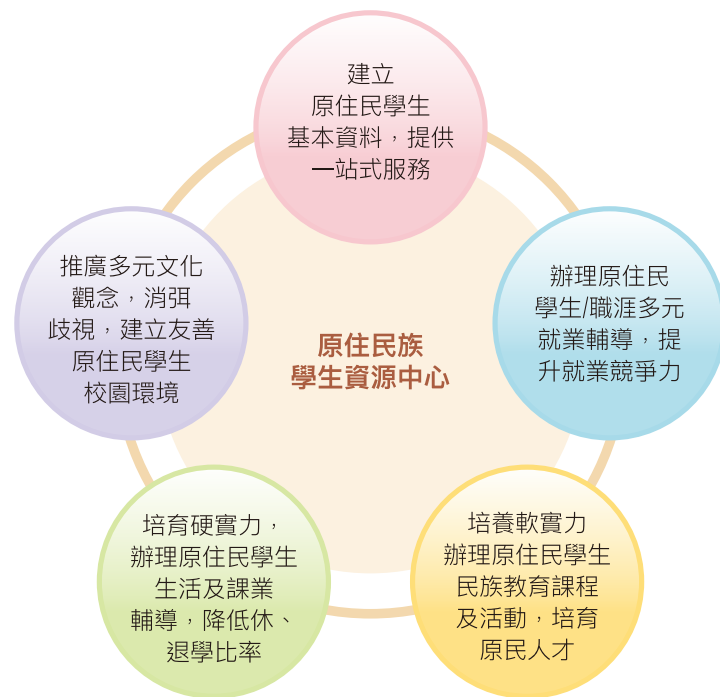 建立
原住民學生
基本資料，提供
一站式服務
推廣多元文化
觀念，消弭
歧視，建立友善
原住民學生
校園環境
原住民族
學生資源中心
辦理原住民
學生/職涯多元
就業輔導，提
升就業競爭力
培育硬實力，
辦理原住民學生
生活及課業
輔導，降低休、
退學比率
培養軟實力
辦理原住民學生
民族教育課程
及活動，培育
原民人才